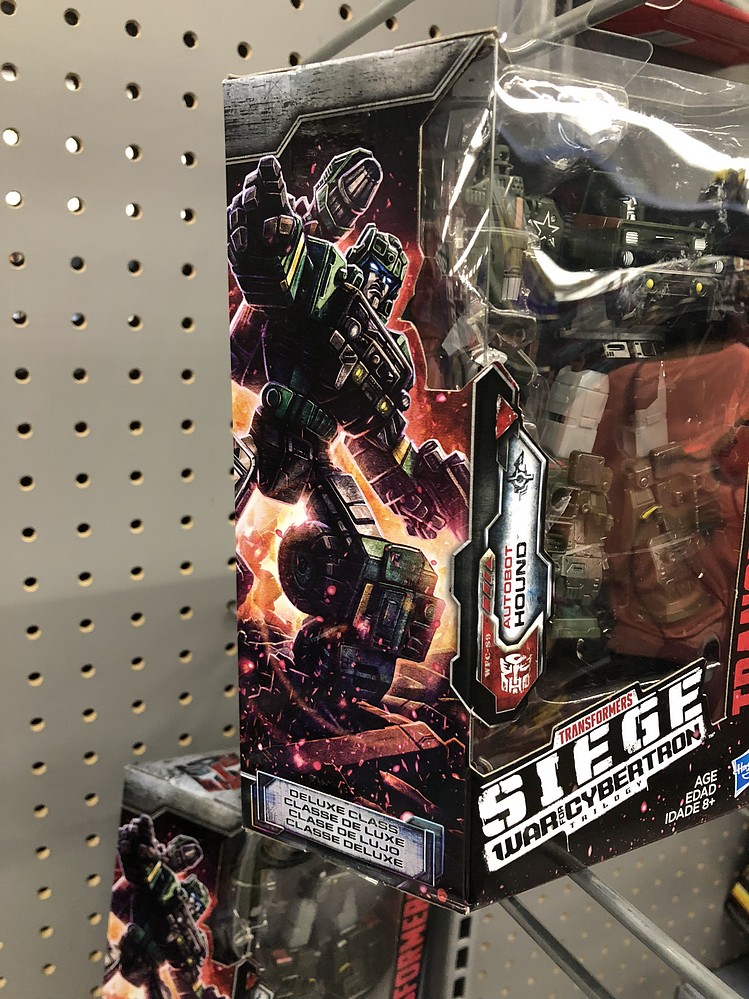 AUTOBOT
HOUND
WFC-S9
TRANSFORMERS
SIEGE
WAR FOR CYBERTRON
TRILOGY
AGE
EDAD
IDADE 8+
DELUXE CLASS
CLASSE DE LUXE
CLASE DE LUJO
CLASSE DELUXE